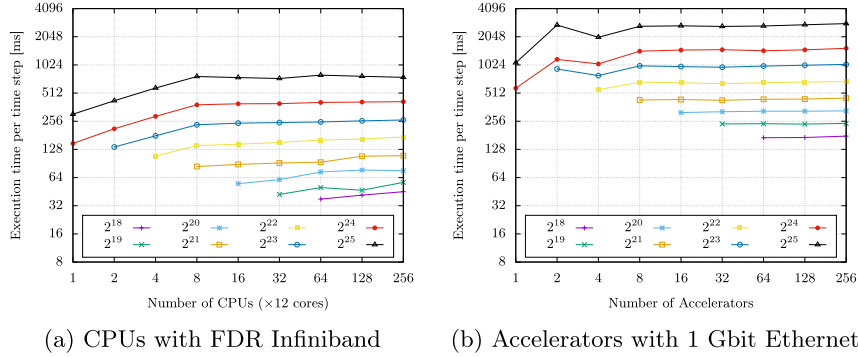 4096
2048
1024
512
256
128
64
32
16
8
Execution time per time step [ms]
2^18 2^20 2^22 2^24
2^19 2^21 2^23 2^25
1 2 4 8 16 32 64 128 256
Number of CPUs (×12 cores)
(a) CPUs with FDR Infiniband
4096
2048
1024
512
256
128
64
32
16
8
Execution time per time step [ms]
2^18 2^20 2^22 2^24
2^19 2^21 2^23 2^25
1 2 4 8 16 32 64 128 256
Number of Accelerators
(b) Accelerators with 1 Gbit Ethernet